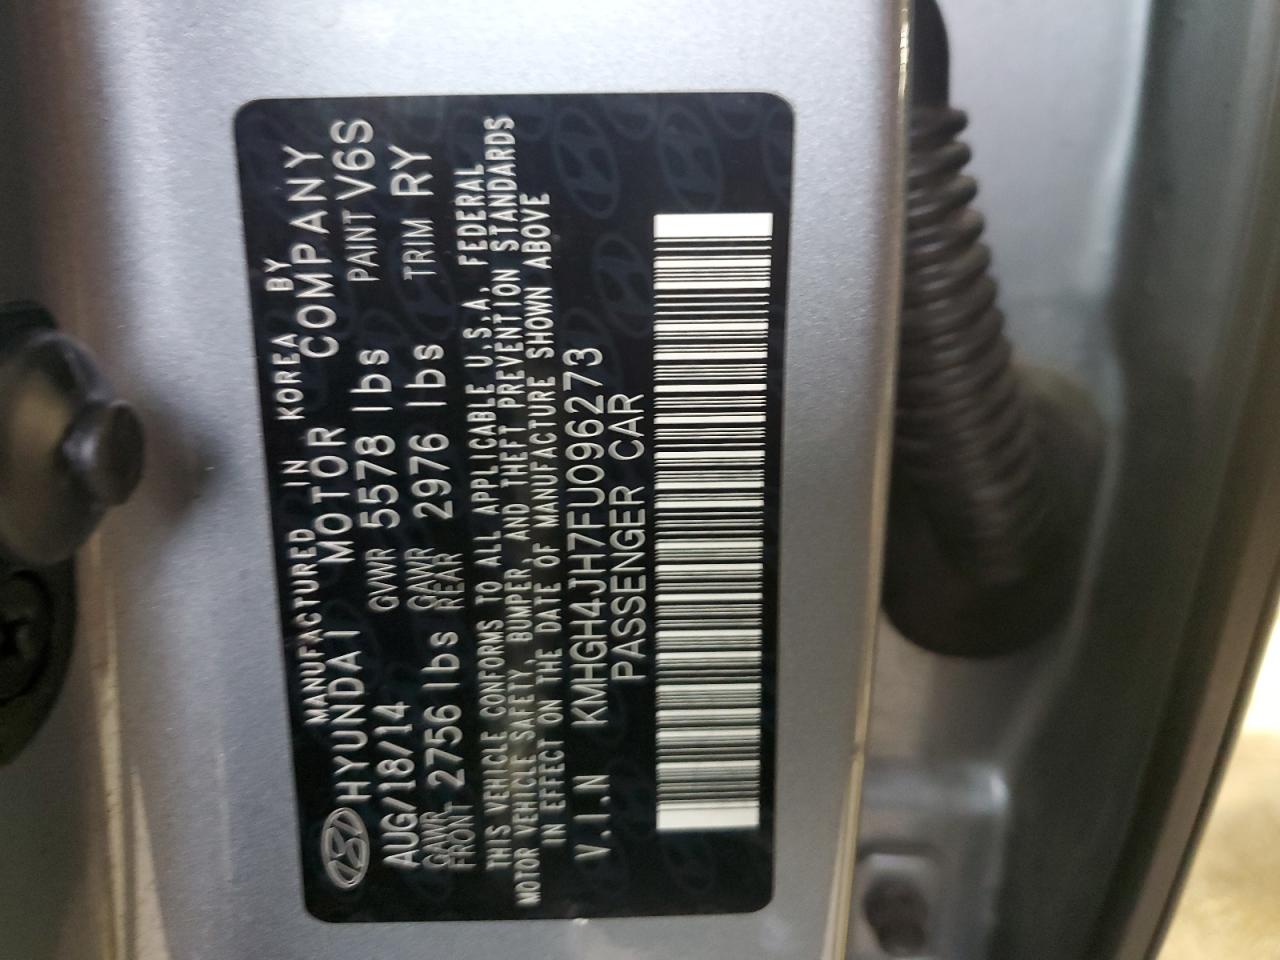 MANUFACTURED IN KOREA BY
HYUNDAI MOTOR COMPANY
AUG/18/14 GVWR 5578 lbs PAINT V6S
GAWR FRONT 2756 lbs GAWR REAR 2976 lbs TRIM RY
THIS VEHICLE CONFORMS TO ALL APPLICABLE U.S.A. FEDERAL
MOTOR VEHICLE SAFETY, BUMPER, AND THEFT PREVENTION STANDARDS
IN EFFECT ON THE DATE OF MANUFACTURE SHOWN ABOVE
V.I.N KMHGH4JH7FU096273
PASSENGER CAR